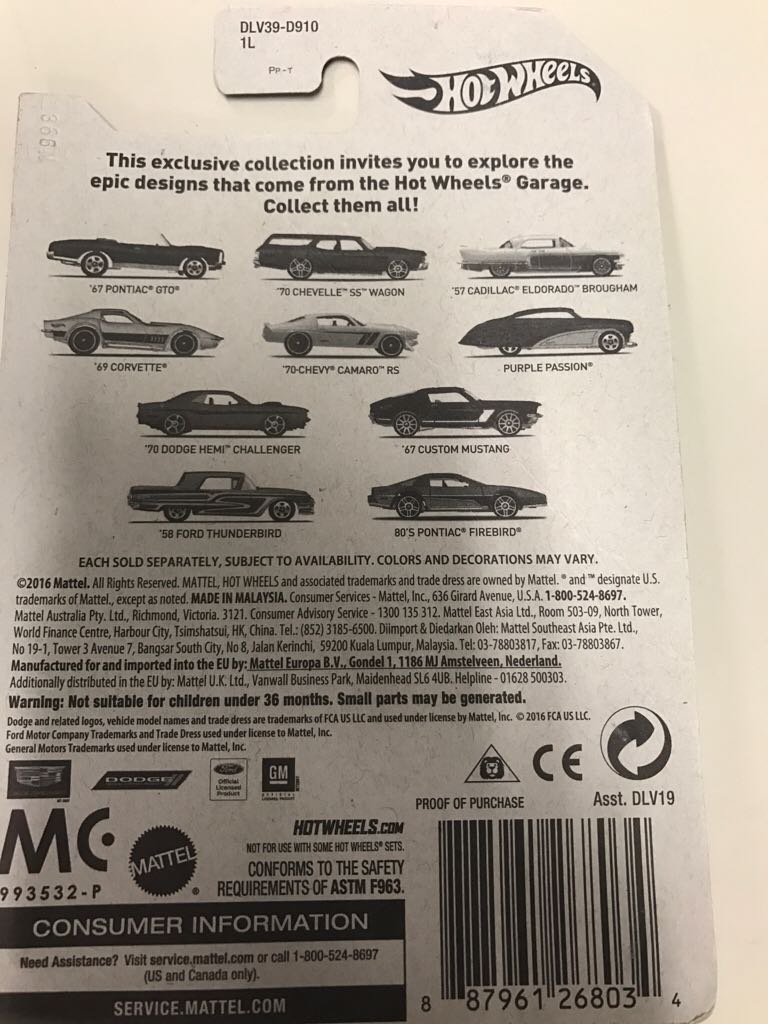 DLV39-D910
1L
PP-Y
HOT WHEELS
This exclusive collection invites you to explore the
epic designs that come from the Hot Wheels® Garage.
Collect them all!
'67 PONTIAC® GTO®
'70 CHEVELLE™ SS™ WAGON
'57 CADILLAC® ELDORADO™ BROUGHAM
'69 CORVETTE®
'70-CHEVY® CAMARO™ RS
PURPLE PASSION®
'70 DODGE HEMI™ CHALLENGER
'67 CUSTOM MUSTANG
'58 FORD THUNDERBIRD
80'S PONTIAC® FIREBIRD®
EACH SOLD SEPARATELY, SUBJECT TO AVAILABILITY. COLORS AND DECORATIONS MAY VARY.
©2016 Mattel. All Rights Reserved. MATTEL, HOT WHEELS and associated trademarks and trade dress are owned by Mattel. ® and ™ designate U.S.
trademarks of Mattel., except as noted. MADE IN MALAYSIA. Consumer Services - Mattel, Inc., 636 Girard Avenue, U.S.A. 1-800-524-8697.
Mattel Australia Pty. Ltd., Richmond, Victoria. 3121. Consumer Advisory Service - 1300 135 312. Mattel East Asia Ltd., Room 503-09, North Tower,
World Finance Centre, Harbour City, Tsimshatsui, HK, China. Tel.: (852) 3185-6500. Diimport & Diedarkan Oleh: Mattel Southeast Asia Pte. Ltd.,
No 19-1, Tower 3 Avenue 7, Bangsar South City, No 8, Jalan Kerinchi, 59200 Kuala Lumpur, Malaysia. Tel: 03-78803817, Fax: 03-78803867.
Manufactured for and imported into the EU by: Mattel Europa B.V., Gondel 1, 1186 MJ Amstelveen, Nederland.
Additionally distributed in the EU by: Mattel U.K. Ltd., Vanwall Business Park, Maidenhead SL6 4UB. Helpline - 01628 500303.
Warning: Not suitable for children under 36 months. Small parts may be generated.
Dodge and related logos, vehicle model names and trade dress are trademarks of FCA US LLC and used under license by Mattel, Inc. © 2016 FCA US LLC.
Ford Motor Company Trademarks and Trade Dress used under license to Mattel, Inc.
General Motors Trademarks used under license to Mattel, Inc.
DODGE
Ford
Official
Licensed
Product
GM
CE
PROOF OF PURCHASE
Asst. DLV19
MC
993532-P
MATTEL®
HOTWHEELS.COM
NOT FOR USE WITH SOME HOT WHEELS® SETS.
CONFORMS TO THE SAFETY
REQUIREMENTS OF ASTM F963.
CONSUMER INFORMATION
Need Assistance? Visit service.mattel.com or call 1-800-524-8697
(US and Canada only).
SERVICE.MATTEL.COM
8 87961 26803 4